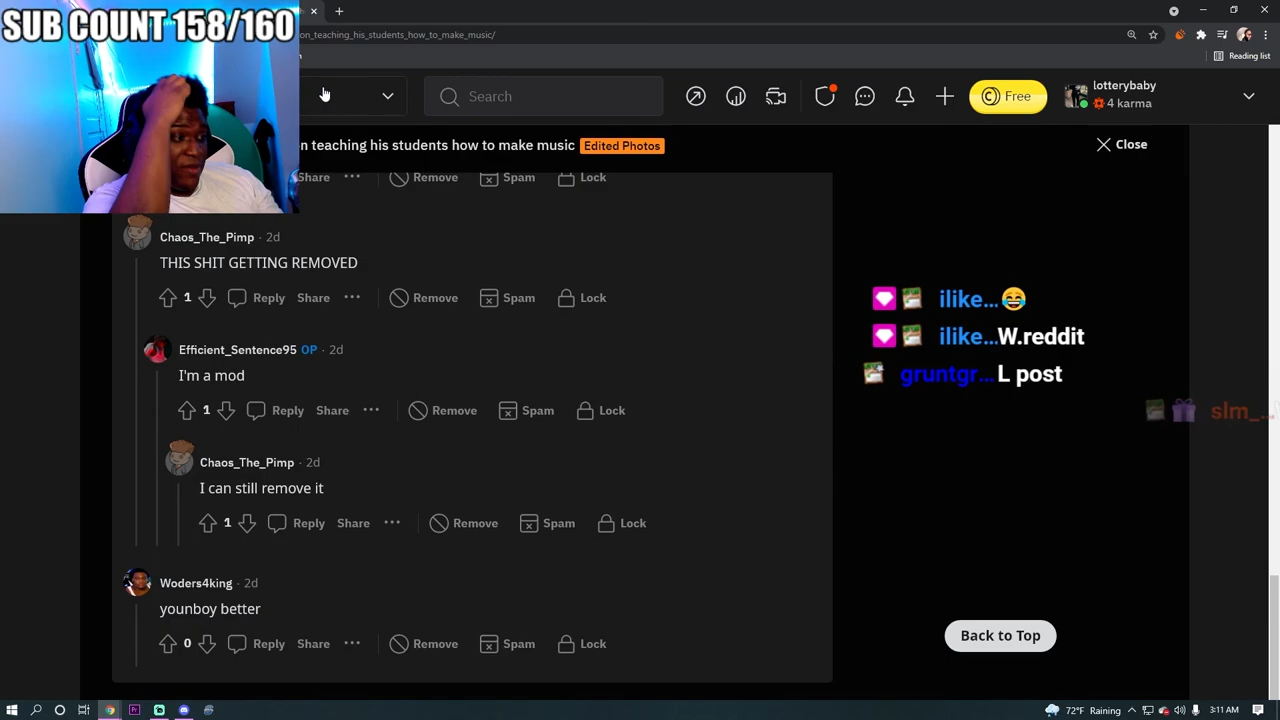 SUB COUNT 158/160
on_teaching_his_students_how_to_make_music/
Reading list
Search
Free
lotterybaby
4 karma
n teaching his students how to make music Edited Photos
Close
Share ... Remove Spam Lock
Chaos_The_Pimp · 2d
THIS SHIT GETTING REMOVED
1 Reply Share ... Remove Spam Lock
Efficient_Sentence95 OP · 2d
I'm a mod
1 Reply Share ... Remove Spam Lock
Chaos_The_Pimp · 2d
I can still remove it
1 Reply Share ... Remove Spam Lock
Woders4king · 2d
younboy better
0 Reply Share ... Remove Spam Lock
ilike...😂
ilike...W.reddit
gruntgr...L post
slm_...
Back to Top
72°F Raining 3:11 AM